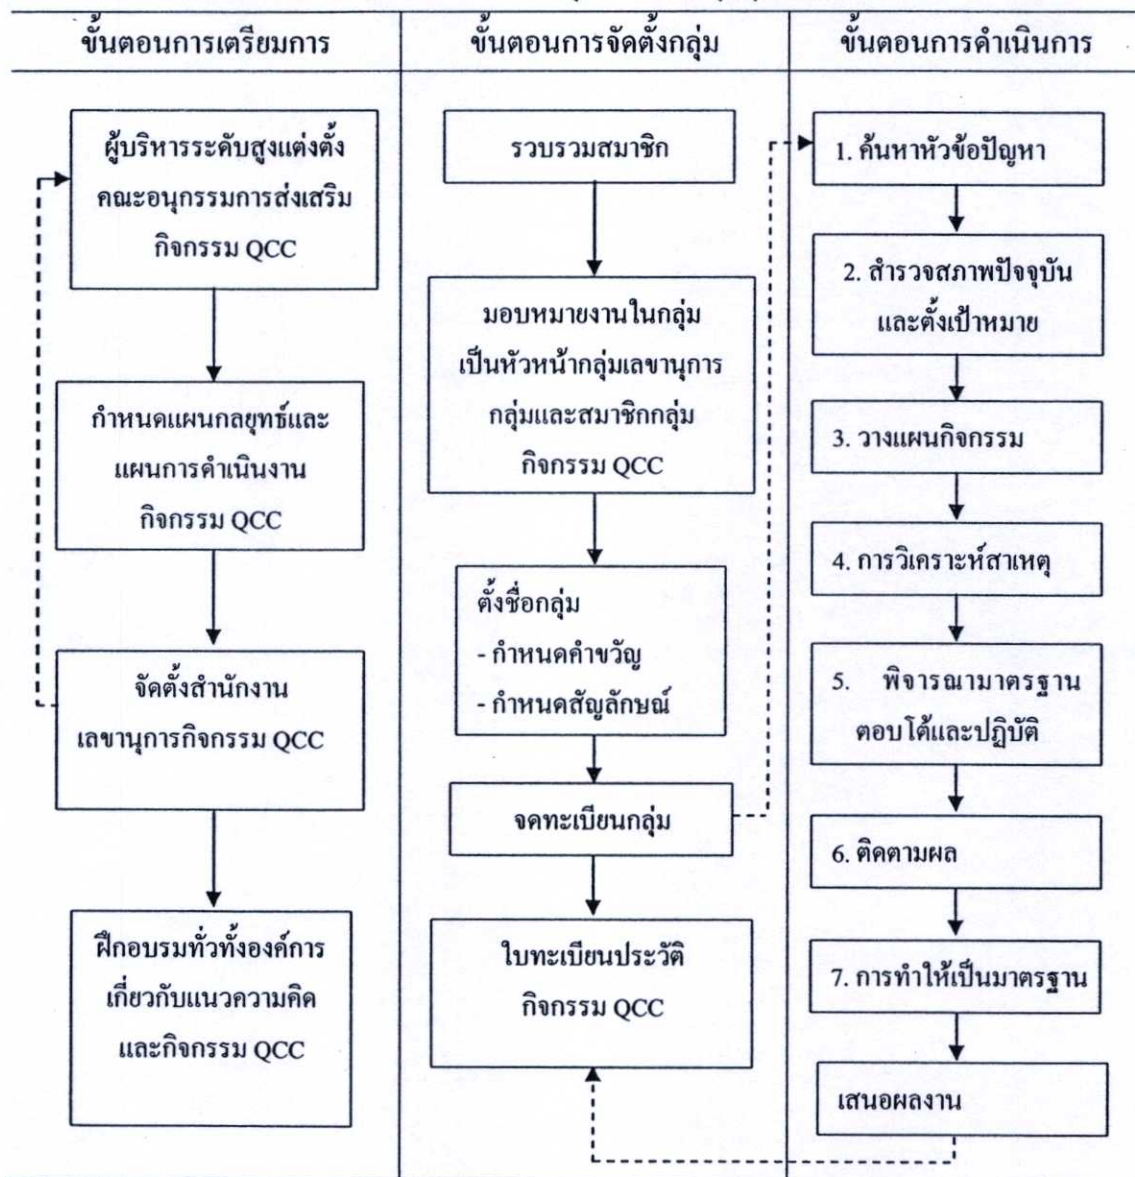 ขั้นตอนการเตรียมการ
ผู้บริหารระดับสูงแต่งตั้ง
คณะอนุกรรมการส่งเสริม
กิจกรรม QCC
กำหนดแผนกลยุทธ์และ
แผนการดำเนินงาน
กิจกรรม QCC
จัดตั้งสำนักงาน
เลขานุการกิจกรรม QCC
ฝึกอบรมทั่วทั้งองค์การ
เกี่ยวกับแนวความคิด
และกิจกรรม QCC
ขั้นตอนการจัดตั้งกลุ่ม
รวบรวมสมาชิก
มอบหมายงานในกลุ่ม
เป็นหัวหน้ากลุ่มเลขานุการ
กลุ่มและสมาชิกกลุ่ม
กิจกรรม QCC
ตั้งชื่อกลุ่ม
- กำหนดคำขวัญ
- กำหนดสัญลักษณ์
จดทะเบียนกลุ่ม
ใบทะเบียนประวัติ
กิจกรรม QCC
ขั้นตอนการดำเนินการ
1. ค้นหาหัวข้อปัญหา
2. สำรวจสภาพปัจจุบัน
และตั้งเป้าหมาย
3. วางแผนกิจกรรม
4. การวิเคราะห์สาเหตุ
5. พิจารณามาตรฐาน
ตอบโต้และปฏิบัติ
6. ติดตามผล
7. การทำให้เป็นมาตรฐาน
เสนอผลงาน